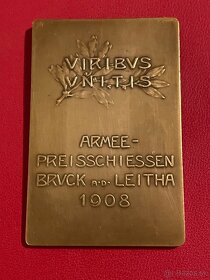 VIRIBVS
VNITIS
ARMEE-
PREISSCHIESSEN
BRVCK A·D· LEITHA
1908